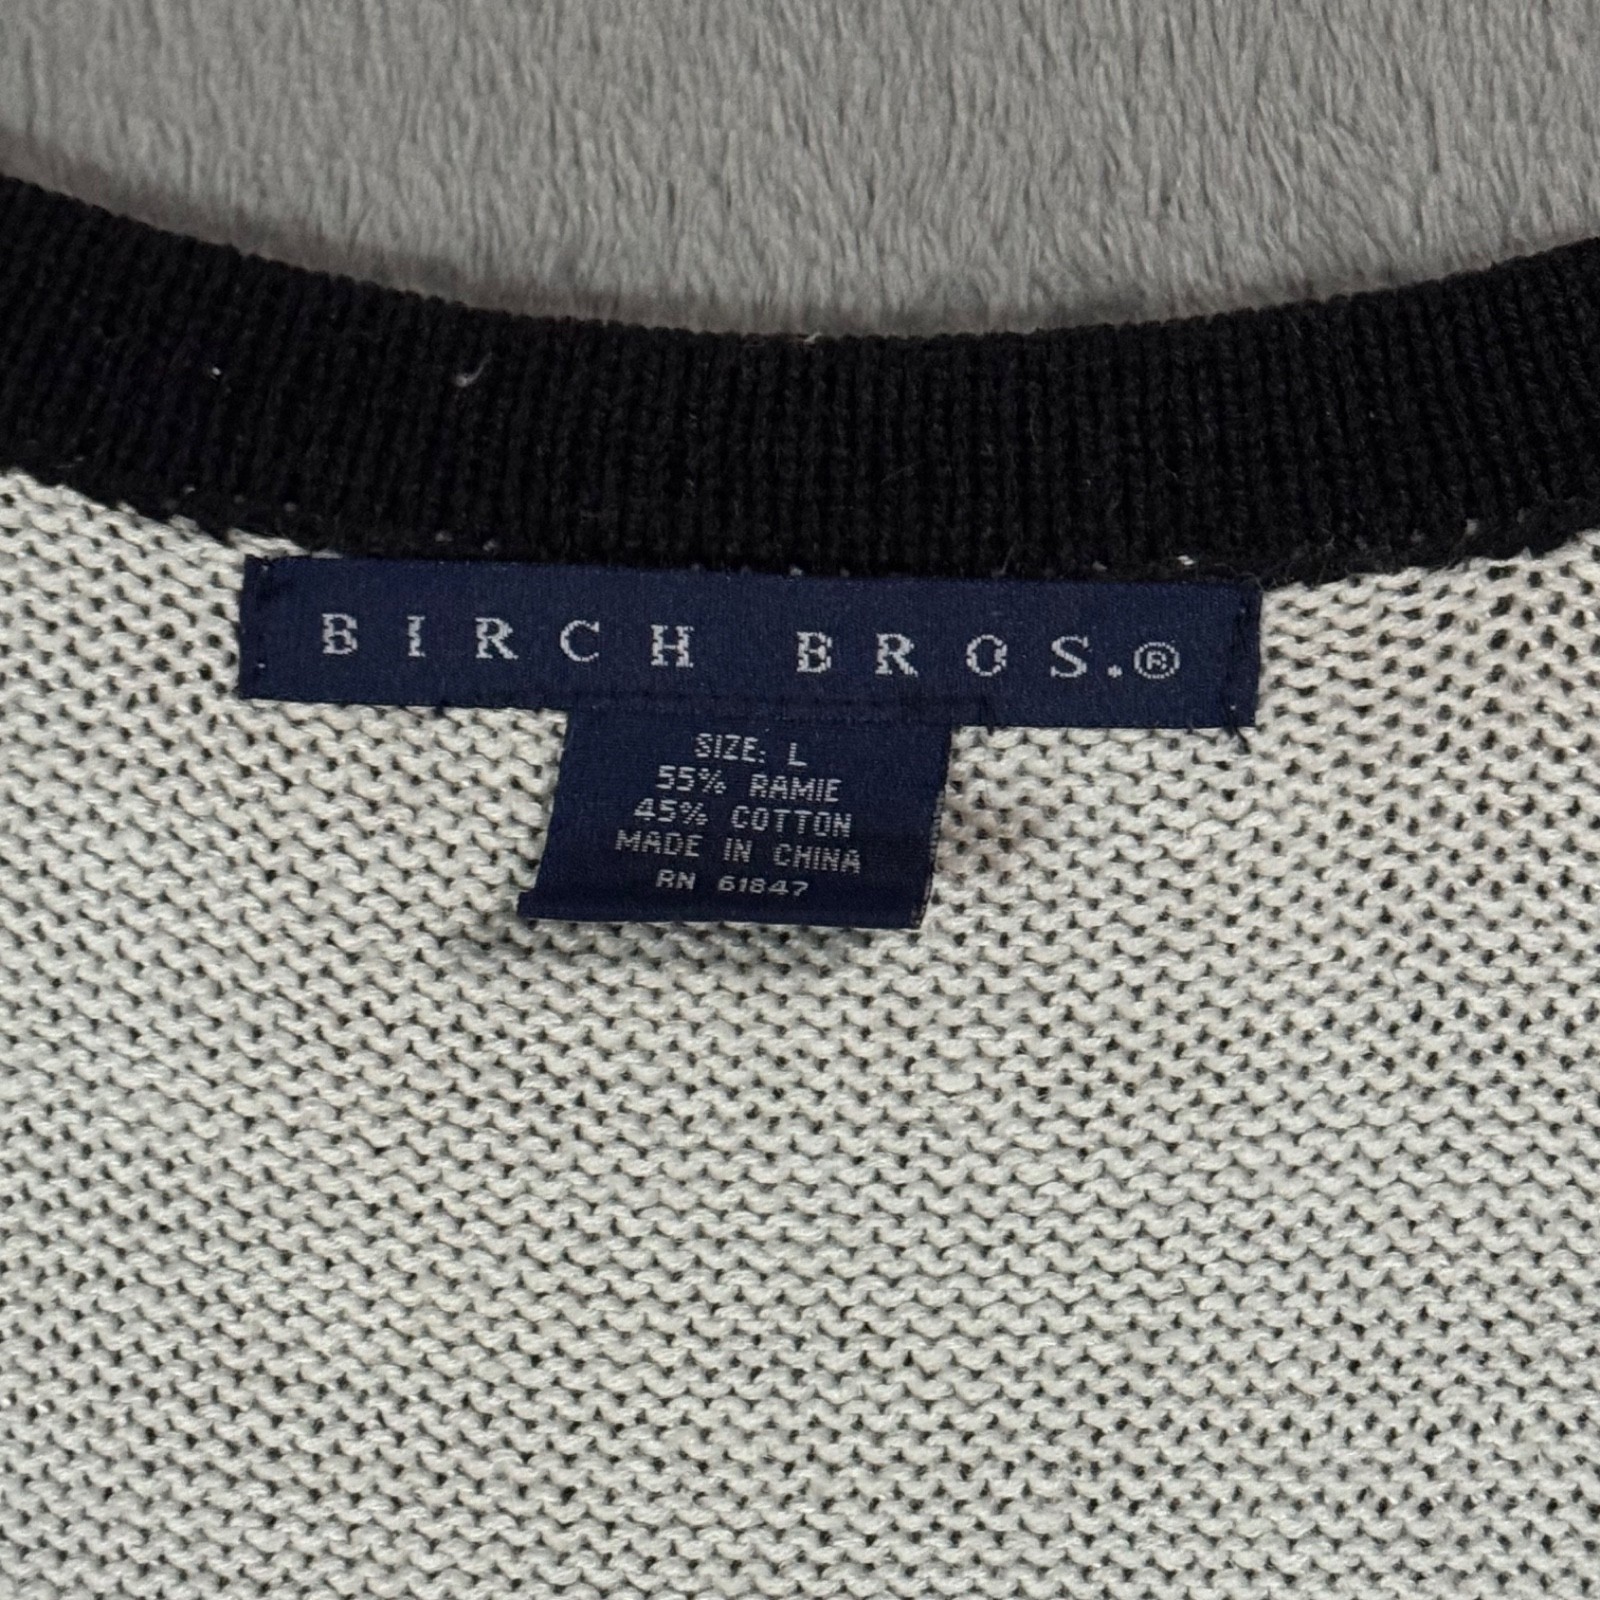 BIRCH BROS.®
SIZE: L
55% RAMIE
45% COTTON
MADE IN CHINA
RN 61847